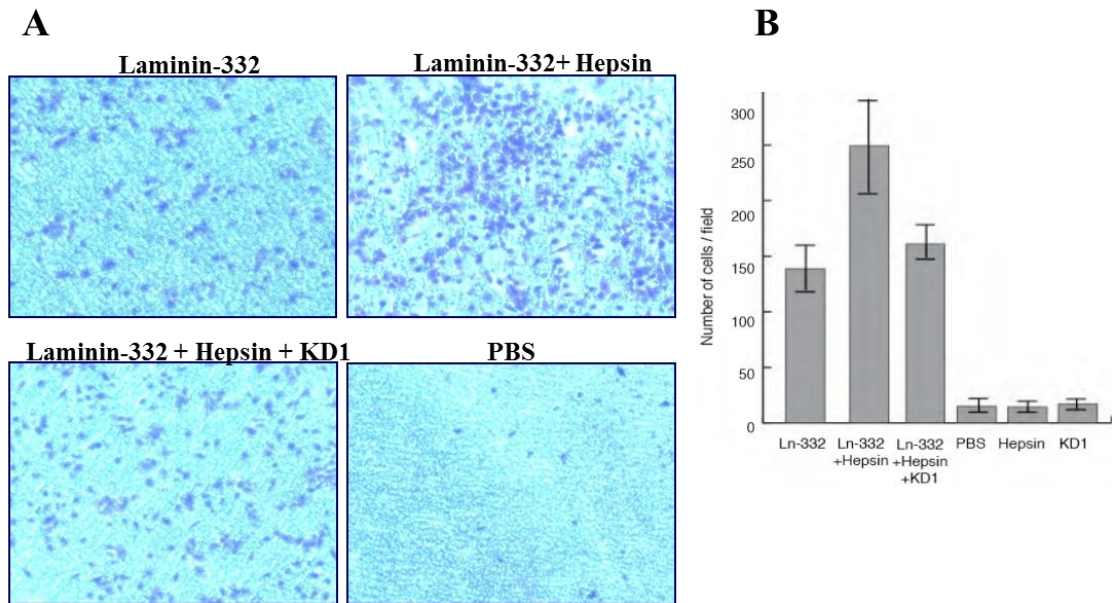 A
B
Laminin-332
Laminin-332+ Hepsin
Laminin-332 + Hepsin + KD1
PBS
Number of cells / field
300
250
200
150
100
50
0
Ln-332
Ln-332
+Hepsin
Ln-332
+Hepsin
+KD1
PBS
Hepsin
KD1